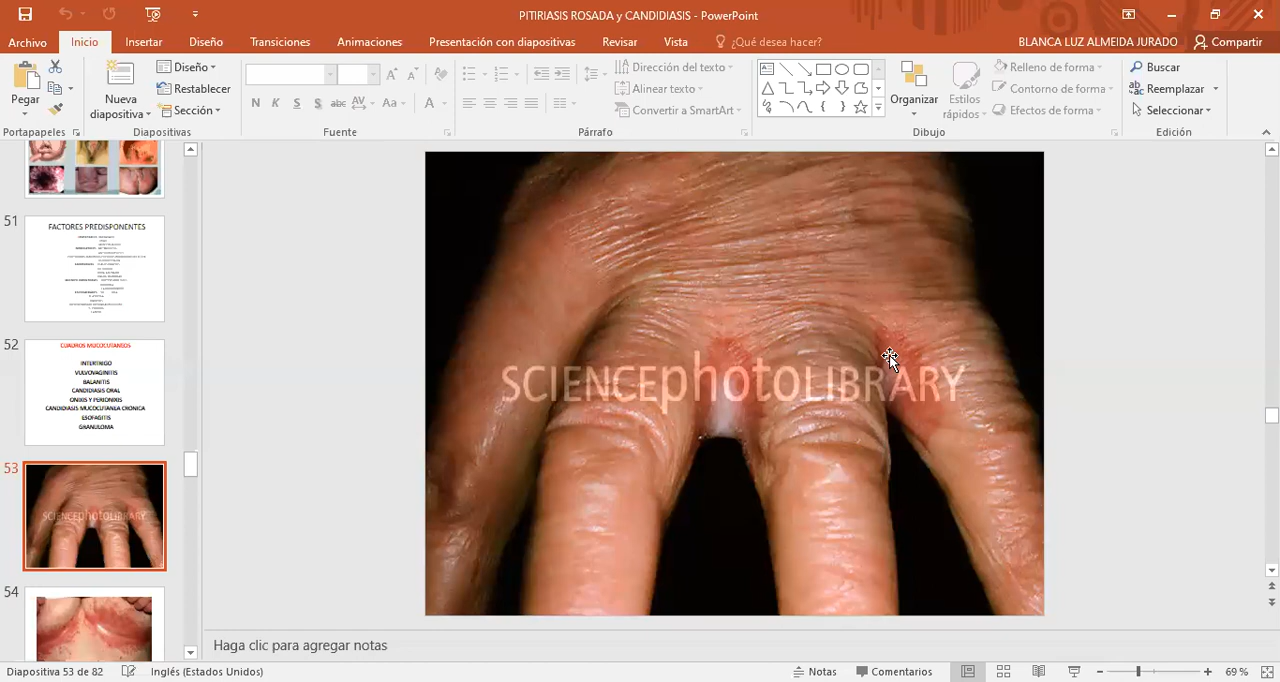 PITIRIASIS ROSADA y CANDIDIASIS - PowerPoint
Archivo
Inicio
Insertar
Diseño
Transiciones
Animaciones
Presentación con diapositivas
Revisar
Vista
¿Qué desea hacer?
BLANCA LUZ ALMEIDA JURADO
Compartir
Pegar
Nueva
diapositiva
Diseño
Restablecer
Sección
N K S S abc AV Aa A
Dirección del texto
Alinear texto
Convertir a SmartArt
Organizar
Estilos
rápidos
Relleno de forma
Contorno de forma
Efectos de forma
Buscar
Reemplazar
Seleccionar
Portapapeles
Diapositivas
Fuente
Párrafo
Dibujo
Edición
51
FACTORES PREDISPONENTES
52
CUADROS MUCOCUTANEOS
INTERTRIGO
VULVOVAGINITIS
BALANITIS
CANDIDIASIS ORAL
ONIXIS Y PERIONIXIS
CANDIDIASIS MUCOCUTANEA CRONICA
ESOFAGITIS
GRANULOMA
53
SCIENCEphotoLIBRARY
54
SCIENCEphotoLIBRARY
Haga clic para agregar notas
Diapositiva 53 de 82
Inglés (Estados Unidos)
Notas
Comentarios
69 %